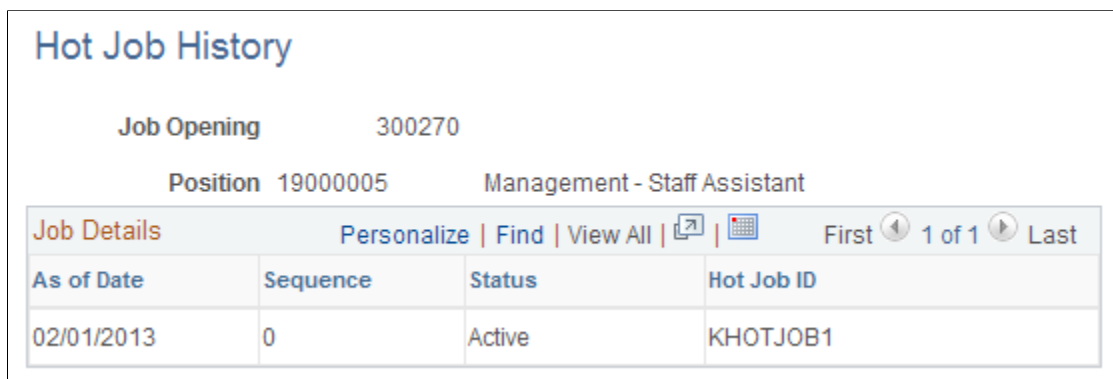 Hot Job History
Job Opening 300270
Position 19000005 Management - Staff Assistant
Job Details Personalize | Find | View All | | First 1 of 1 Last
As of Date Sequence Status Hot Job ID
02/01/2013 0 Active KHOTJOB1